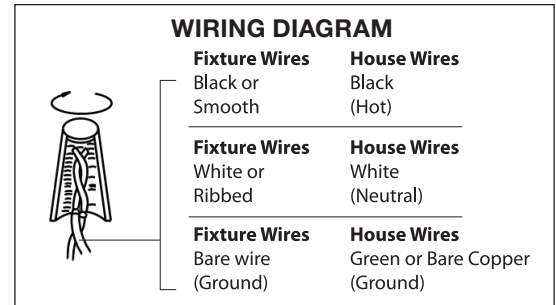 WIRING DIAGRAM
Fixture Wires House Wires
Black or Black
Smooth (Hot)
Fixture Wires House Wires
White or White
Ribbed (Neutral)
Fixture Wires House Wires
Bare wire Green or Bare Copper
(Ground) (Ground)